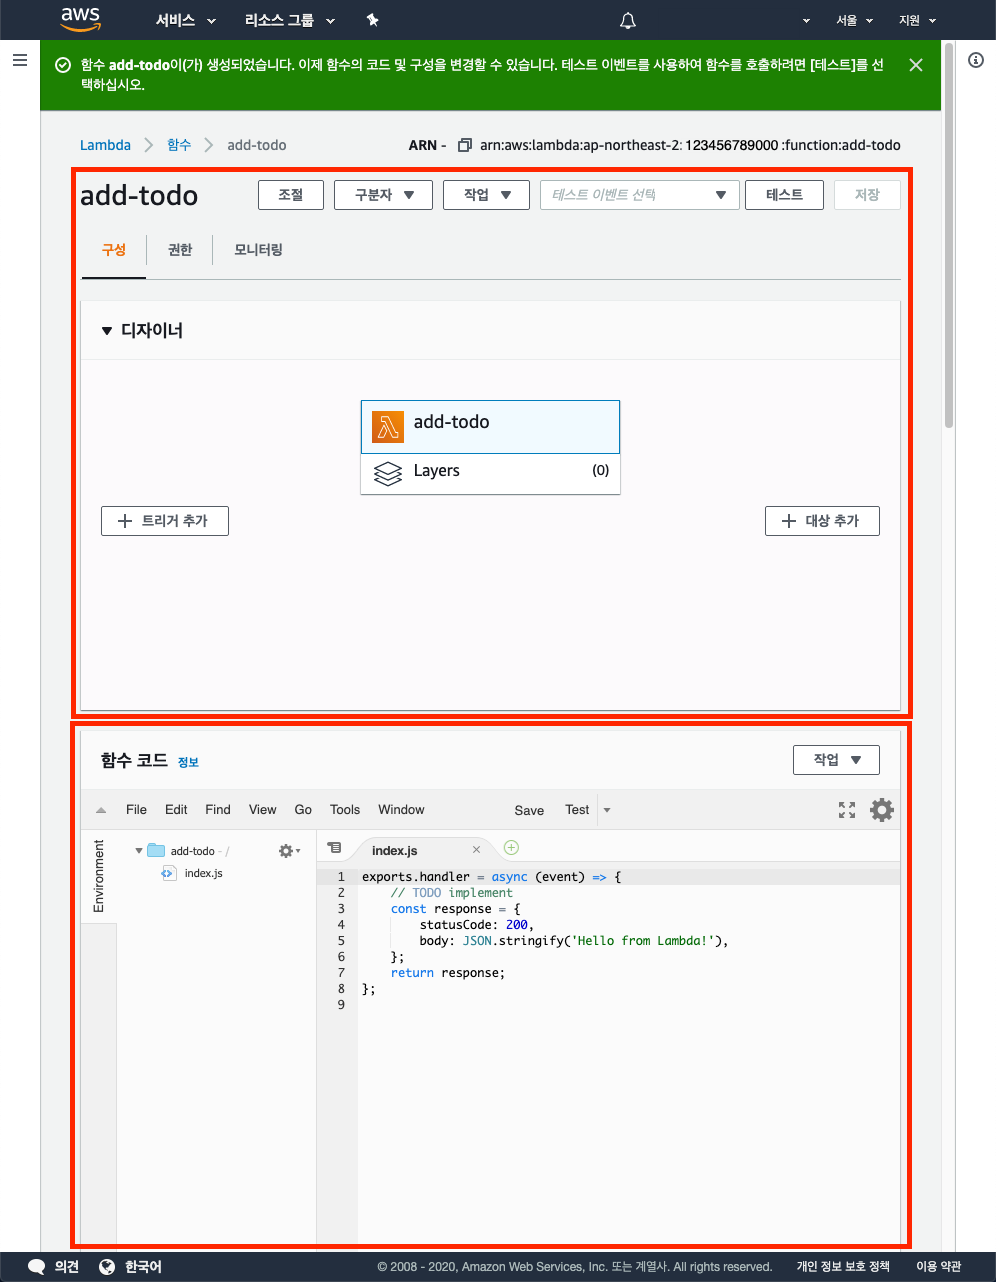 aws 서비스 리소스 그룹 서울 지원
함수 add-todo이(가) 생성되었습니다. 이제 함수의 코드 및 구성을 변경할 수 있습니다. 테스트 이벤트를 사용하여 함수를 호출하려면 [테스트]를 선
택하십시오.
Lambda 함수 add-todo ARN - arn:aws:lambda:ap-northeast-2:123456789000:function:add-todo
add-todo 조절 구분자 작업 테스트 이벤트 선택 테스트 저장
구성 권한 모니터링
디자이너
add-todo
Layers (0)
트리거 추가 대상 추가
함수 코드 정보 작업
File Edit Find View Go Tools Window Save Test
Environment
add-todo - /
index.js
index.js
1 exports.handler = async (event) => {
2 // TODO implement
3 const response = {
4 statusCode: 200,
5 body: JSON.stringify('Hello from Lambda!'),
6 };
7 return response;
8 };
9
의견 한국어 © 2008 - 2020, Amazon Web Services, Inc. 또는 계열사. All rights reserved. 개인 정보 보호 정책 이용 약관